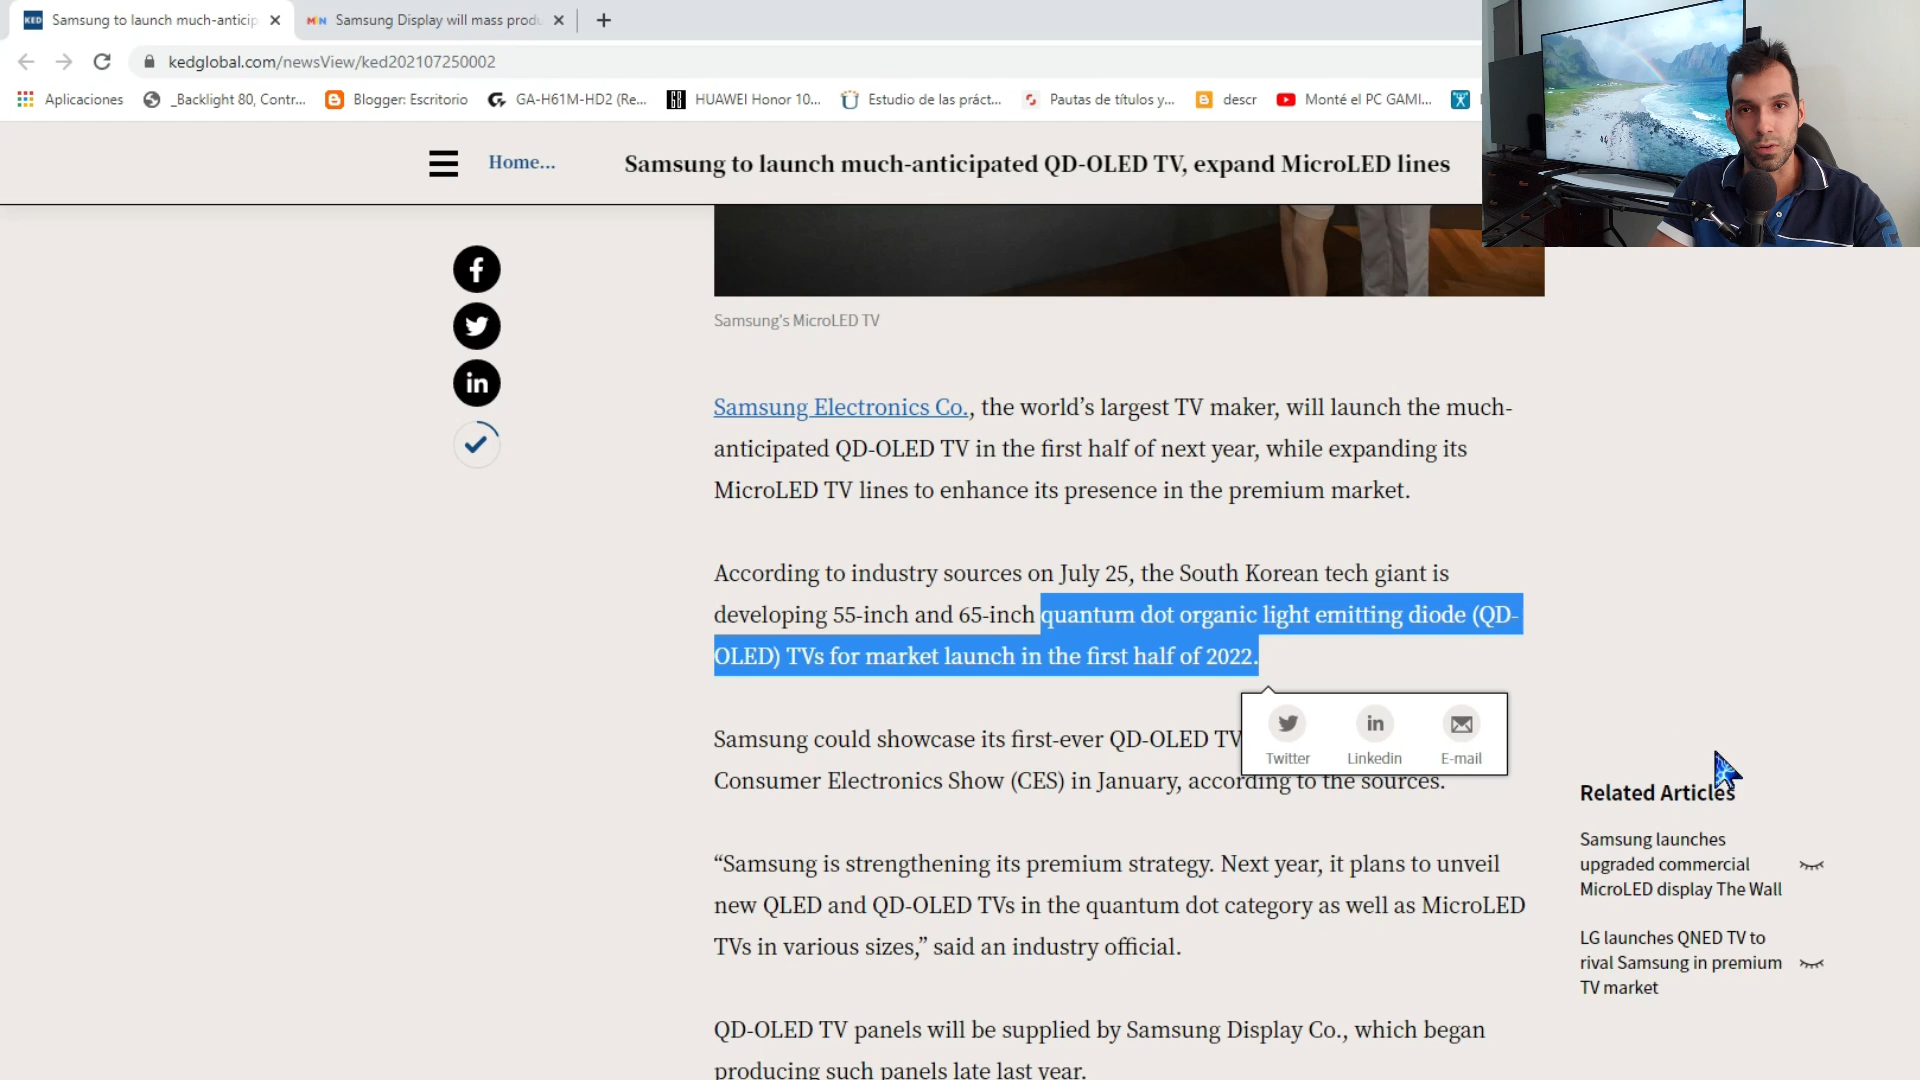 KED Samsung to launch much-anticip
MiN Samsung Display will mass produ
kedglobal.com/newsView/ked202107250002
Aplicaciones
_Backlight 80, Contr...
Blogger: Escritorio
GA-H61M-HD2 (Re...
HUAWEI Honor 10...
Estudio de las práct...
Pautas de títulos y...
descr
Monté el PC GAMI...
Home...
Samsung to launch much-anticipated QD-OLED TV, expand MicroLED lines
Samsung's MicroLED TV
Samsung Electronics Co., the world’s largest TV maker, will launch the much-
anticipated QD-OLED TV in the first half of next year, while expanding its
MicroLED TV lines to enhance its presence in the premium market.
According to industry sources on July 25, the South Korean tech giant is
developing 55-inch and 65-inch quantum dot organic light emitting diode (QD-
OLED) TVs for market launch in the first half of 2022.
Twitter
Linkedin
E-mail
Samsung could showcase its first-ever QD-OLED TV
Consumer Electronics Show (CES) in January, according to the sources.
“Samsung is strengthening its premium strategy. Next year, it plans to unveil
new QLED and QD-OLED TVs in the quantum dot category as well as MicroLED
TVs in various sizes,” said an industry official.
QD-OLED TV panels will be supplied by Samsung Display Co., which began
producing such panels late last year.
Related Articles
Samsung launches
upgraded commercial
MicroLED display The Wall
LG launches QNED TV to
rival Samsung in premium
TV market